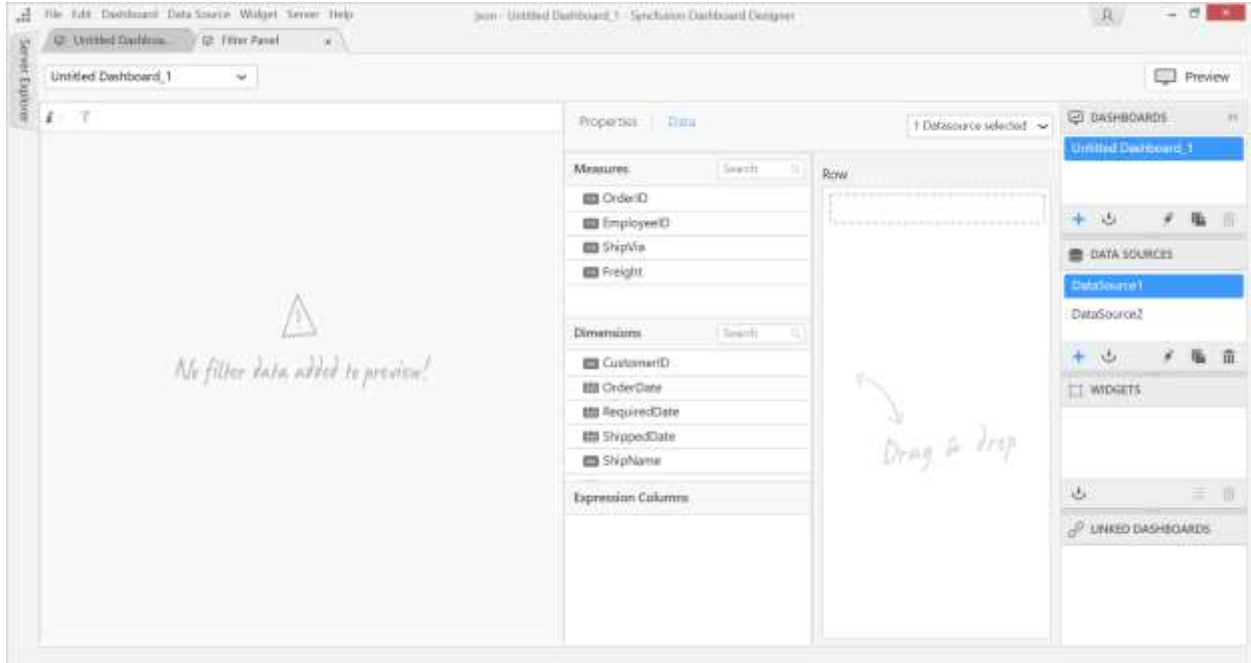 File Edit Dashboard Data Source Widget Server Help
json - Untitled Dashboard_1 - Syncfusion Dashboard Designer
Server Explorer
Untitled Dashboa...
Filter Panel
Untitled Dashboard_1
Preview
Properties
Data
1 Datasource selected
Measures
Search
OrderID
EmployeeID
ShipVia
Freight
Dimensions
Search
CustomerID
OrderDate
RequiredDate
ShippedDate
ShipName
Expression Columns
No filter data added to preview!
Row
Drag & drop
DASHBOARDS
Untitled Dashboard_1
DATA SOURCES
DataSource1
DataSource2
WIDGETS
LINKED DASHBOARDS